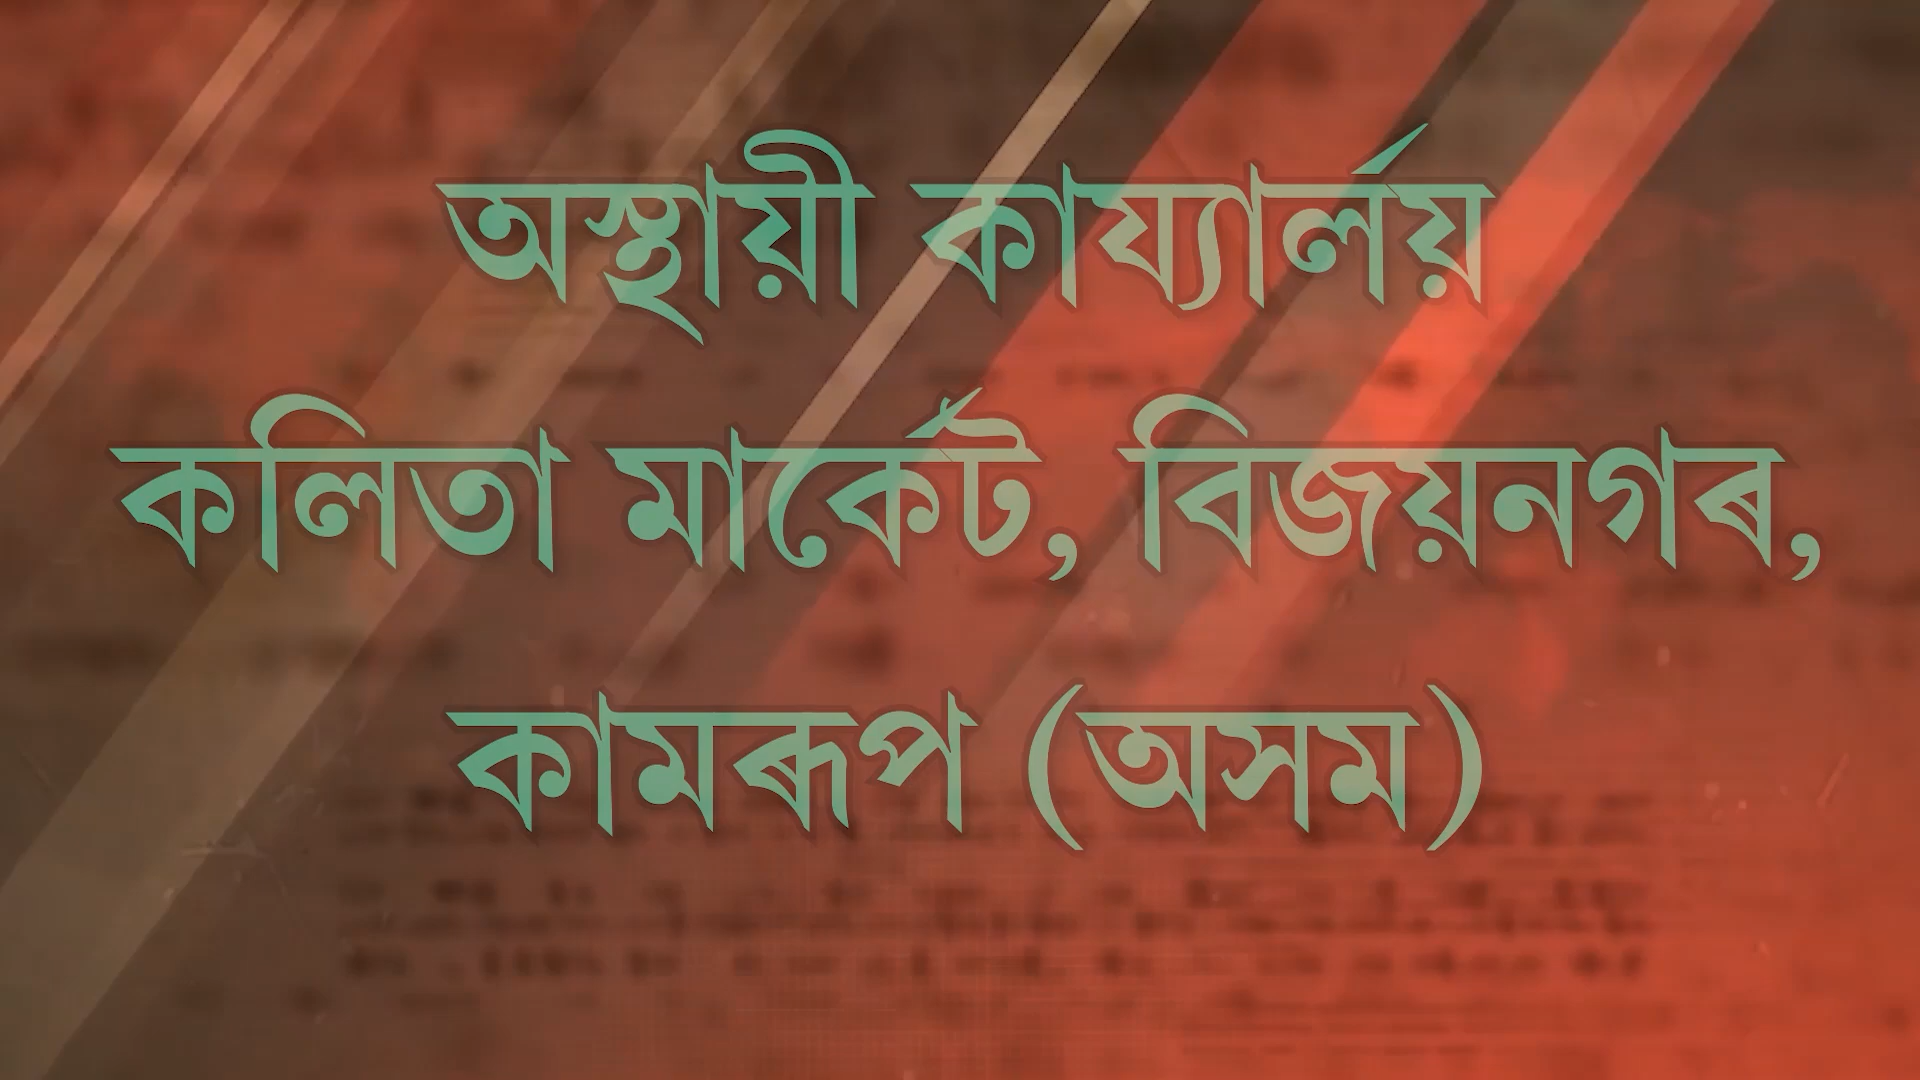 অস্থায়ী কায্যাৰ্লয়
কলিতা মাৰ্কেট, বিজয়নগৰ,
কামৰূপ (অসম)